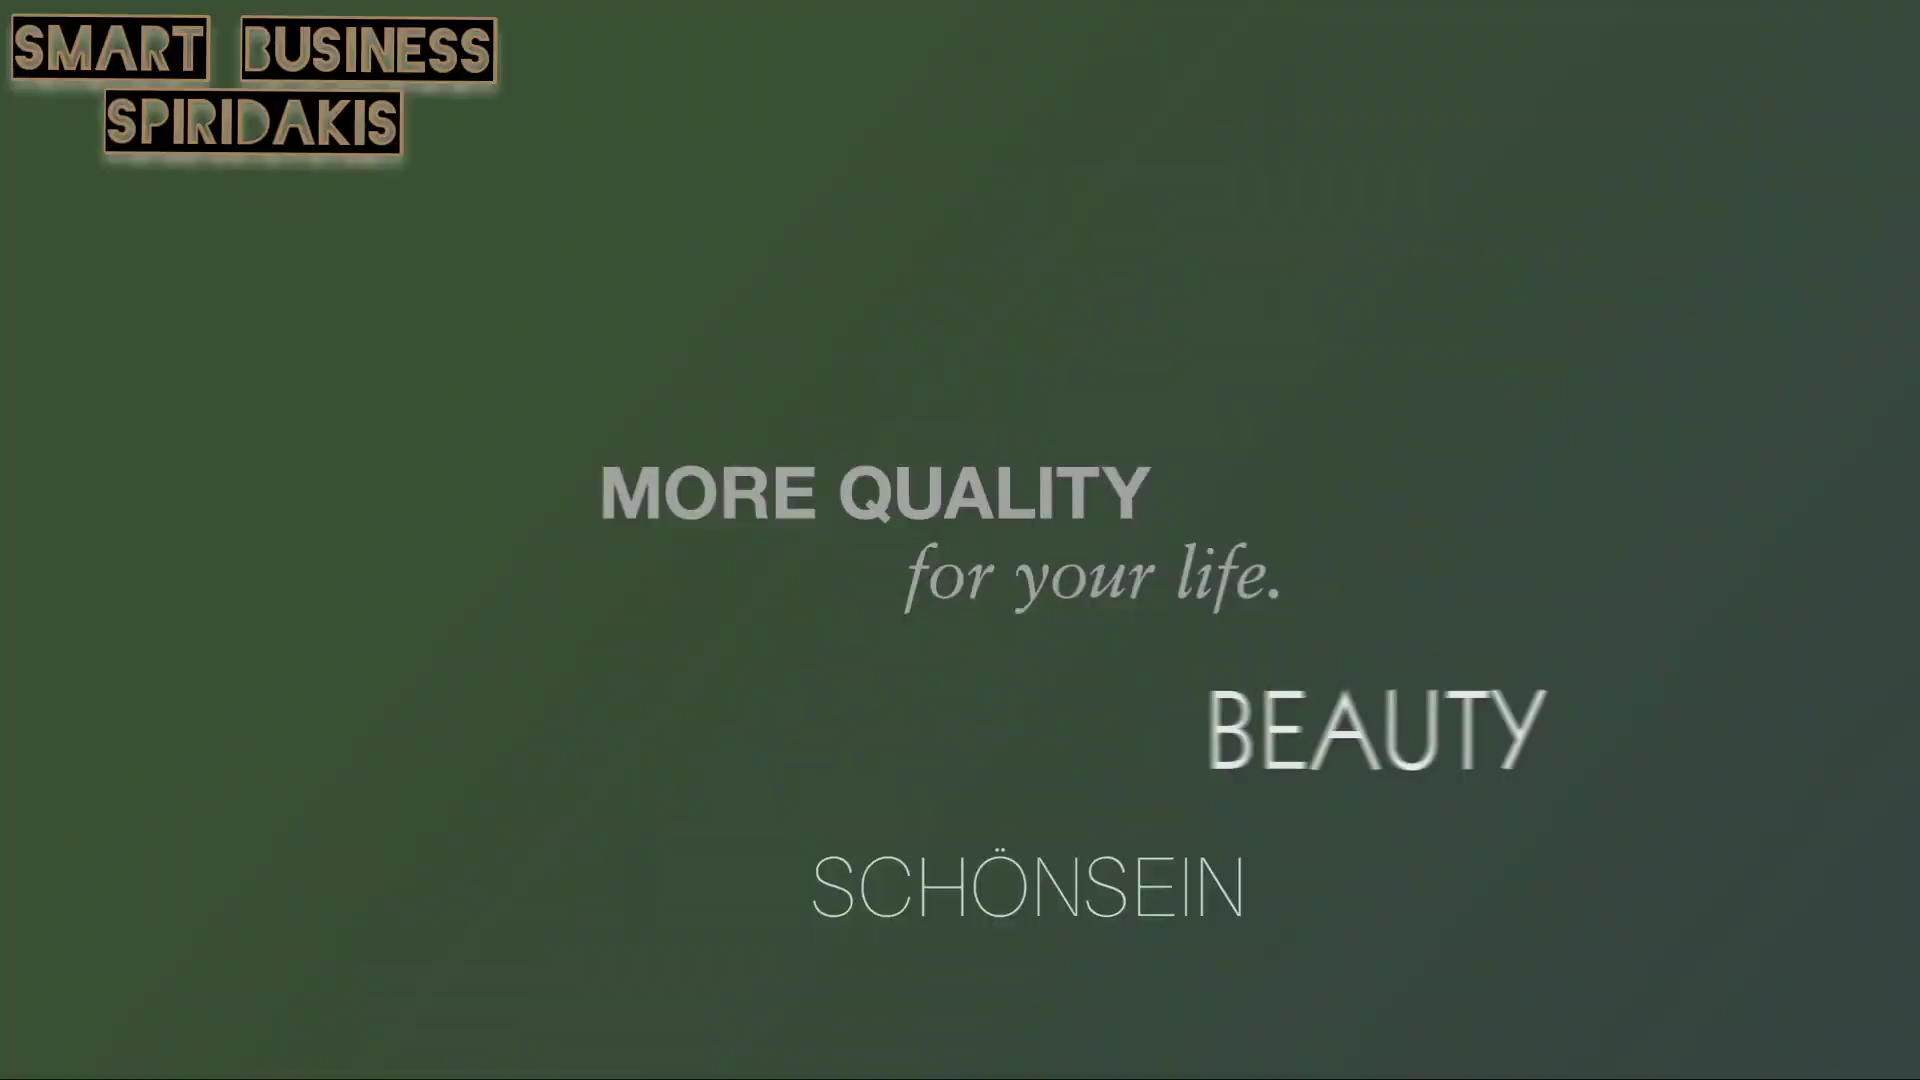 SMART BUSINESS
SPIRIDAKIS
MORE QUALITY
for your life.
BEAUTY
SCHÖNSEIN